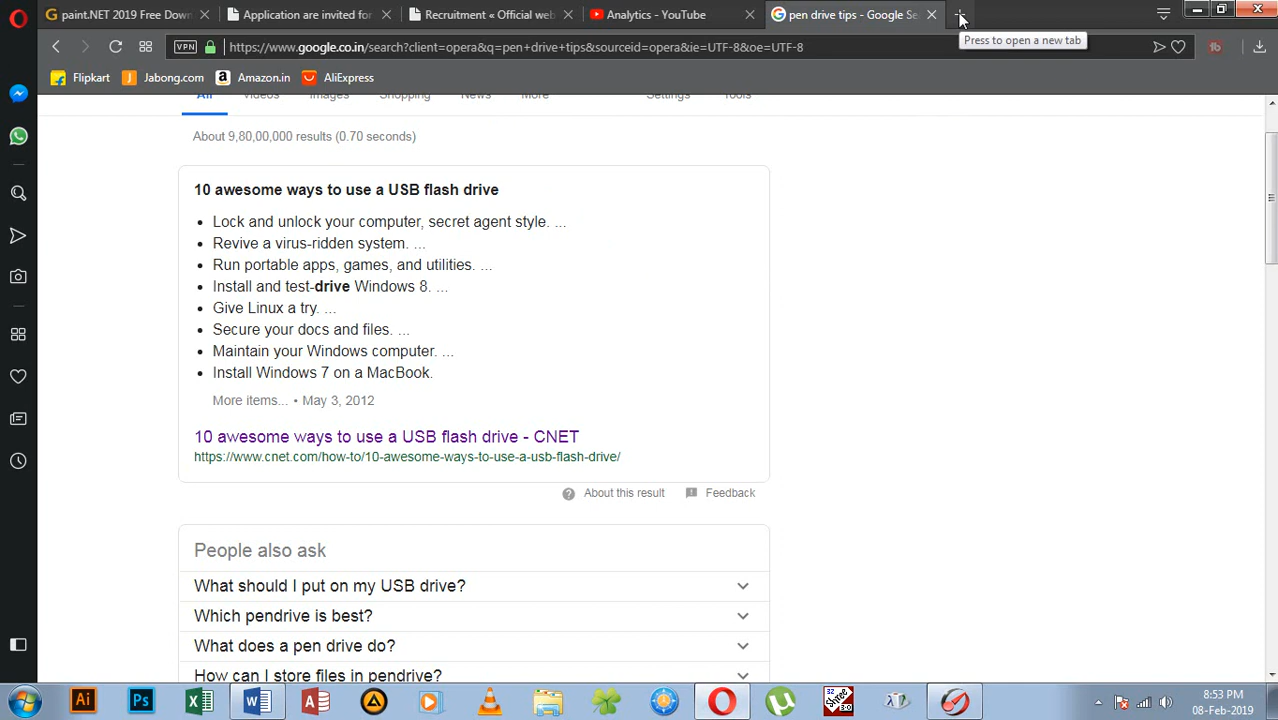 paint.NET 2019 Free Down
Application are invited for
Recruitment « Official web
Analytics - YouTube
pen drive tips - Google Se
Press to open a new tab
VPN
https://www.google.co.in/search?client=opera&q=pen+drive+tips&sourceid=opera&ie=UTF-8&oe=UTF-8
Flipkart
Jabong.com
Amazon.in
AliExpress
All Videos Images Shopping News More Settings Tools
About 9,80,00,000 results (0.70 seconds)
10 awesome ways to use a USB flash drive
Lock and unlock your computer, secret agent style. ...
Revive a virus-ridden system. ...
Run portable apps, games, and utilities. ...
Install and test-drive Windows 8. ...
Give Linux a try. ...
Secure your docs and files. ...
Maintain your Windows computer. ...
Install Windows 7 on a MacBook.
More items... • May 3, 2012
10 awesome ways to use a USB flash drive - CNET
https://www.cnet.com/how-to/10-awesome-ways-to-use-a-usb-flash-drive/
About this result Feedback
People also ask
What should I put on my USB drive?
Which pendrive is best?
What does a pen drive do?
How can I store files in pendrive?
Ai
Ps
8:53 PM
08-Feb-2019